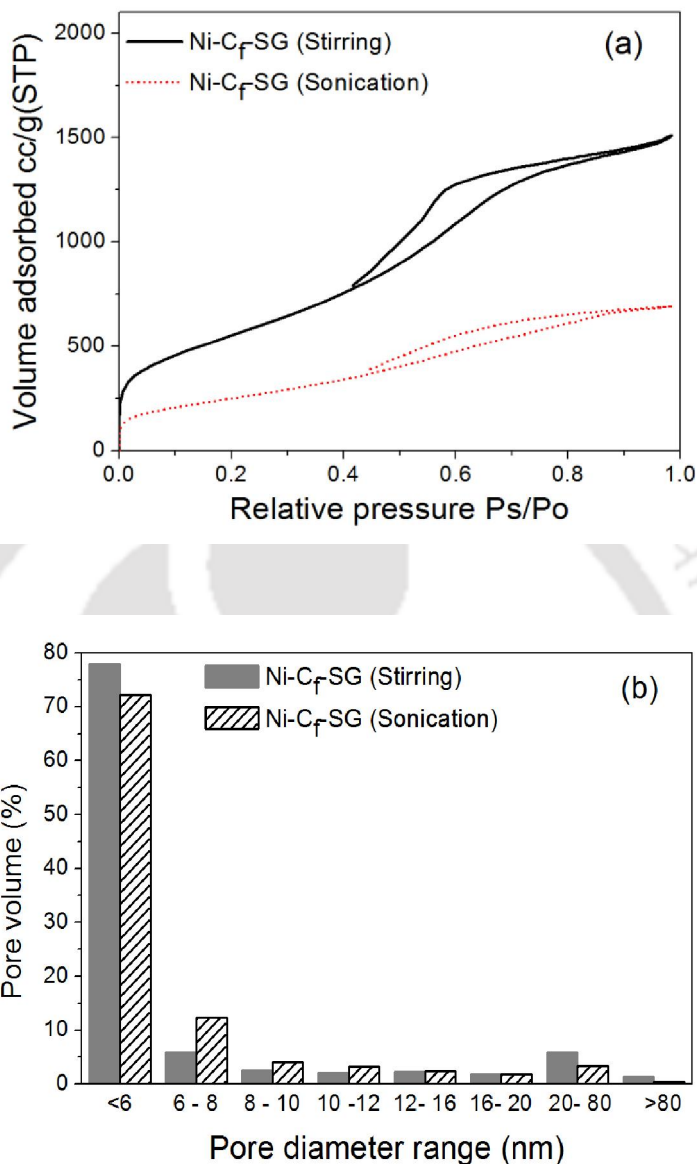 2000
(a)
Ni-Cf-SG (Stirring)
Ni-Cf-SG (Sonication)
1500
1000
500
0
Volume adsorbed cc/g(STP)
0.0 0.2 0.4 0.6 0.8 1.0
Relative pressure Ps/Po
80
(b)
Ni-Cf-SG (Stirring)
Ni-Cf-SG (Sonication)
70
60
50
40
30
20
10
0
Pore volume (%)
<6 6 - 8 8 - 10 10 -12 12- 16 16- 20 20- 80 >80
Pore diameter range (nm)